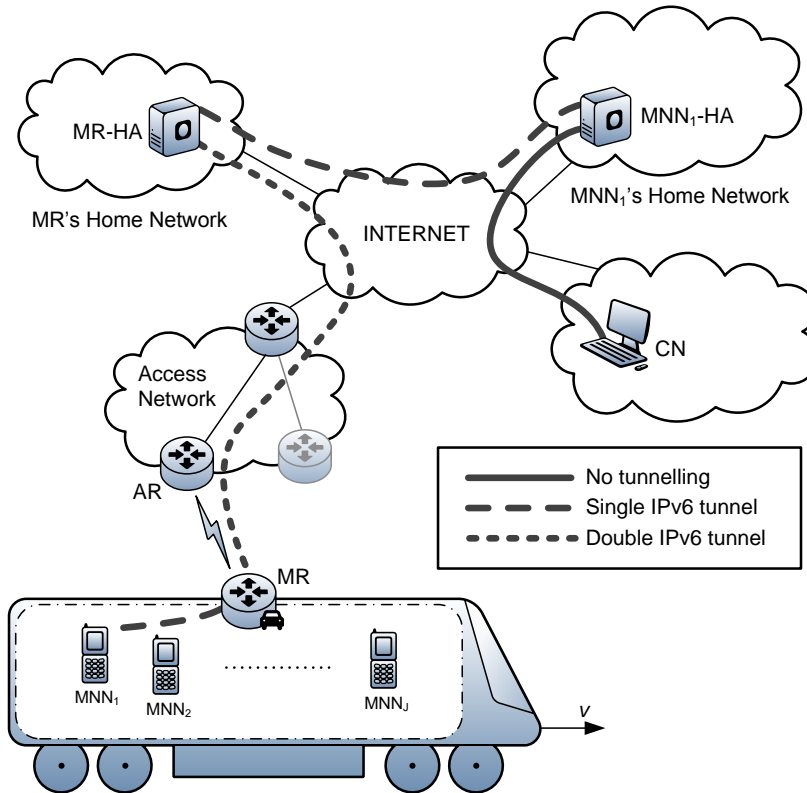 MR-HA
MNN₁-HA
MR's Home Network
MNN₁'s Home Network
INTERNET
CN
Access
Network
AR
No tunnelling
Single IPv6 tunnel
Double IPv6 tunnel
MR
MNN₁
MNN₂
MNNJ
v